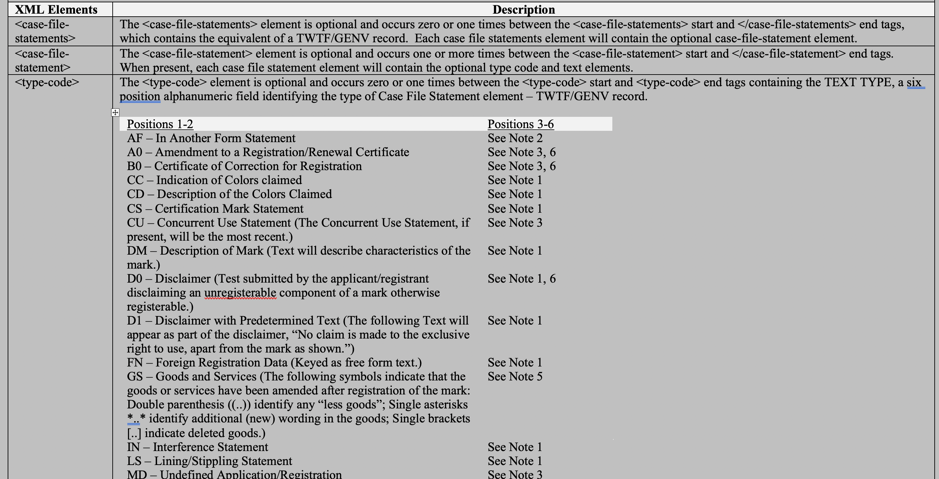 XML Elements Description
<case-file-statements> The <case-file-statements> element is optional and occurs zero or one times between the <case-file-statements> start and </case-file-statements> end tags,
which contains the equivalent of a TWTF/GENV record.  Each case file statements element will contain the optional case-file-statement element.
<case-file-statement> The <case-file-statement> element is optional and occurs one or more times between the <case-file-statement> start and </case-file-statement> end tags.
When present, each case file statement element will contain the optional type code and text elements.
<type-code> The <type-code> element is optional and occurs zero or one times between the <type-code> start and <type-code> end tags containing the TEXT TYPE, a six
position alphanumeric field identifying the type of Case File Statement element – TWTF/GENV record.
Positions 1-2 Positions 3-6
AF – In Another Form Statement See Note 2
A0 – Amendment to a Registration/Renewal Certificate See Note 3, 6
B0 – Certificate of Correction for Registration See Note 3, 6
CC – Indication of Colors claimed See Note 1
CD – Description of the Colors Claimed See Note 1
CS – Certification Mark Statement See Note 1
CU – Concurrent Use Statement (The Concurrent Use Statement, if See Note 3
present, will be the most recent.)
DM – Description of Mark (Text will describe characteristics of the See Note 1
mark.)
D0 – Disclaimer (Test submitted by the applicant/registrant See Note 1, 6
disclaiming an unregisterable component of a mark otherwise
registerable.)
D1 – Disclaimer with Predetermined Text (The following Text will See Note 1
appear as part of the disclaimer, “No claim is made to the exclusive
right to use, apart from the mark as shown.”)
FN – Foreign Registration Data (Keyed as free form text.) See Note 1
GS – Goods and Services (The following symbols indicate that the See Note 5
goods or services have been amended after registration of the mark:
Double parenthesis ((..)) identify any “less goods”; Single asterisks
*..* identify additional (new) wording in the goods; Single brackets
[..] indicate deleted goods.)
IN – Interference Statement See Note 1
LS – Lining/Stippling Statement See Note 1
MD – Undefined Application/Registration See Note 3